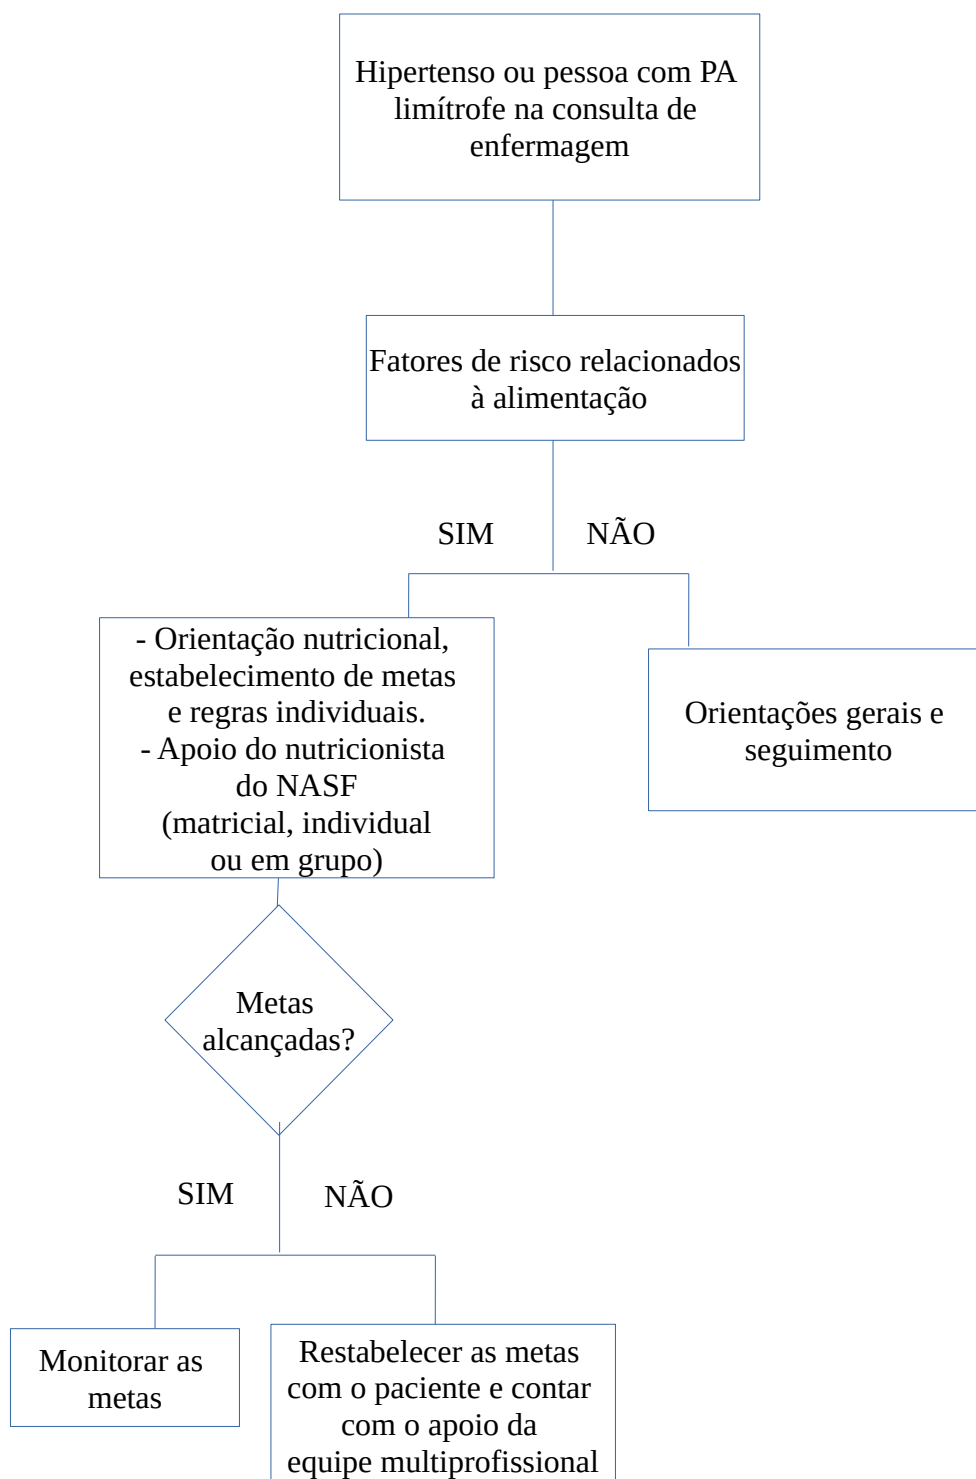 Hipertenso ou pessoa com PA
limítrofe na consulta de
enfermagem
Fatores de risco relacionados
à alimentação
SIM
NÃO
- Orientação nutricional,
estabelecimento de metas
e regras individuais.
- Apoio do nutricionista
do NASF
(matricial, individual
ou em grupo)
Orientações gerais e
seguimento
Metas
alcançadas?
SIM
NÃO
Monitorar as
metas
Restabelecer as metas
com o paciente e contar
com o apoio da
equipe multiprofissional